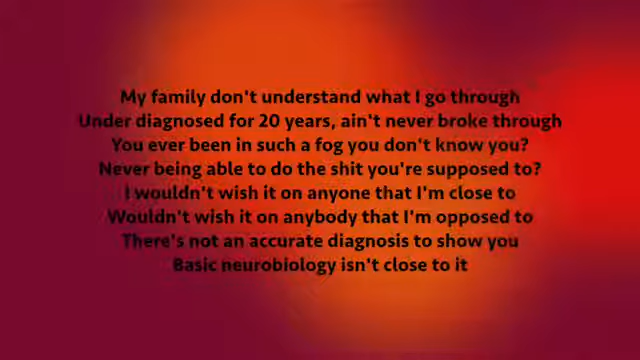 My family don't understand what I go through
Under diagnosed for 20 years, ain't never broke through
You ever been in such a fog you don't know you?
Never being able to do the shit you're supposed to?
I wouldn't wish it on anyone that I'm close to
Wouldn't wish it on anybody that I'm opposed to
There's not an accurate diagnosis to show you
Basic neurobiology isn't close to it